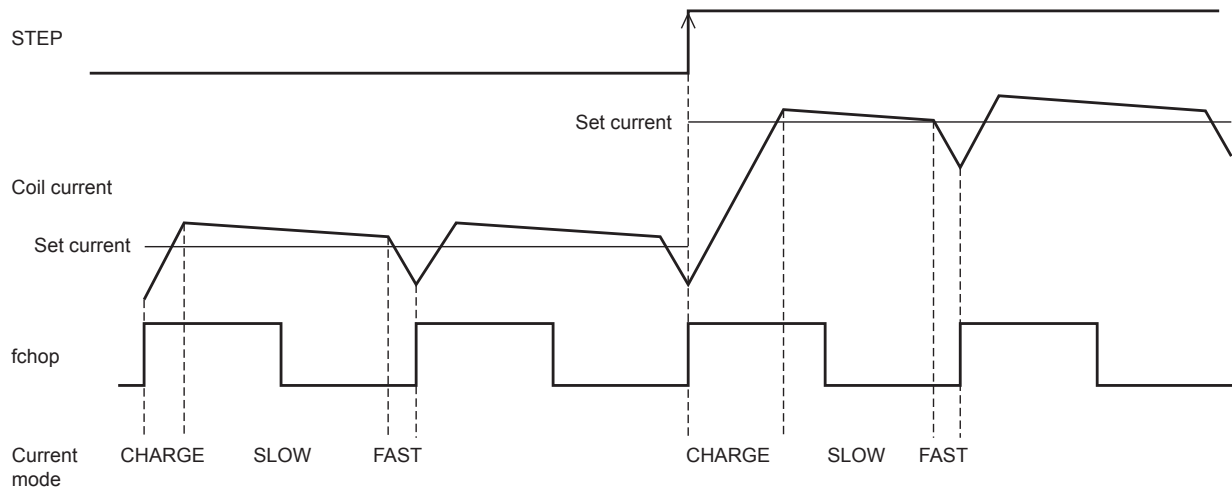 STEP
Set current
Coil current
Set current
fchop
Current mode
CHARGE SLOW FAST CHARGE SLOW FAST